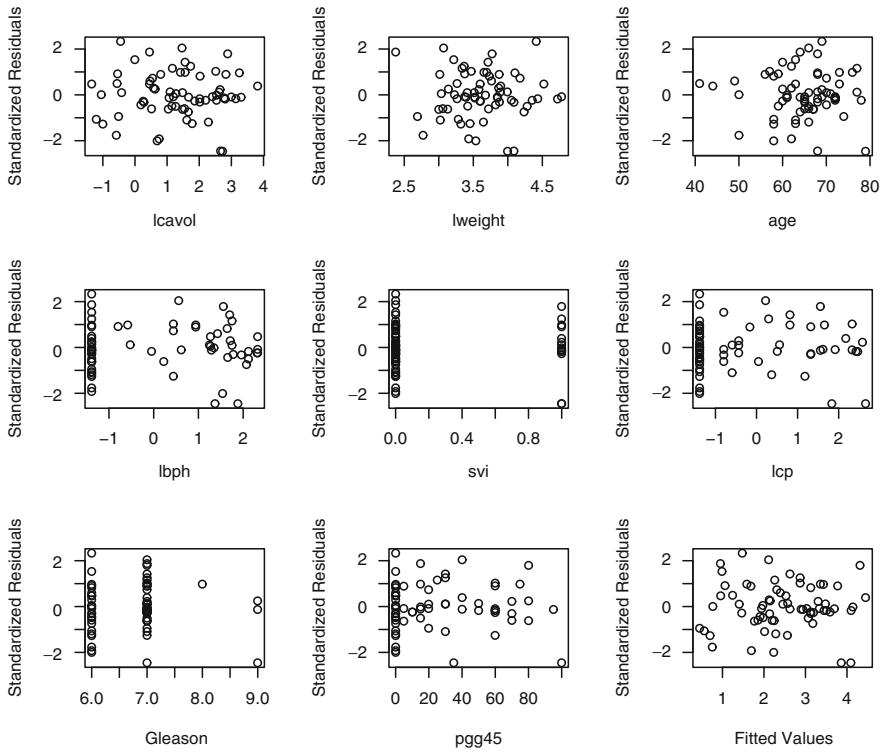 Standardized Residuals
2
0
−2
−1 0 1 2 3 4
lcavol
Standardized Residuals
2
0
−2
2.5 3.5 4.5
lweight
Standardized Residuals
2
0
−2
40 50 60 70 80
age
Standardized Residuals
2
0
−2
−1 0 1 2
lbph
Standardized Residuals
2
0
−2
0.0 0.4 0.8
svi
Standardized Residuals
2
0
−2
−1 0 1 2
lcp
Standardized Residuals
2
0
−2
6.0 7.0 8.0 9.0
Gleason
Standardized Residuals
2
0
−2
0 20 40 60 80
pgg45
Standardized Residuals
2
0
−2
1 2 3 4
Fitted Values